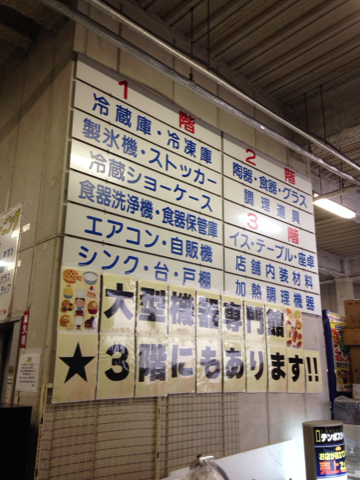 1 階
冷蔵庫・冷凍庫
製氷機・ストッカー
冷蔵ショーケース
食器洗浄機・食器保管庫
エアコン・自販機
シンク・台・戸棚
2 階
陶器・食器・グラス
調理道具
3 階
イス・テーブル・座卓
店舗内装材料
加熱調理機器
大型機器専門館
★3階にもあります!!
テンポス